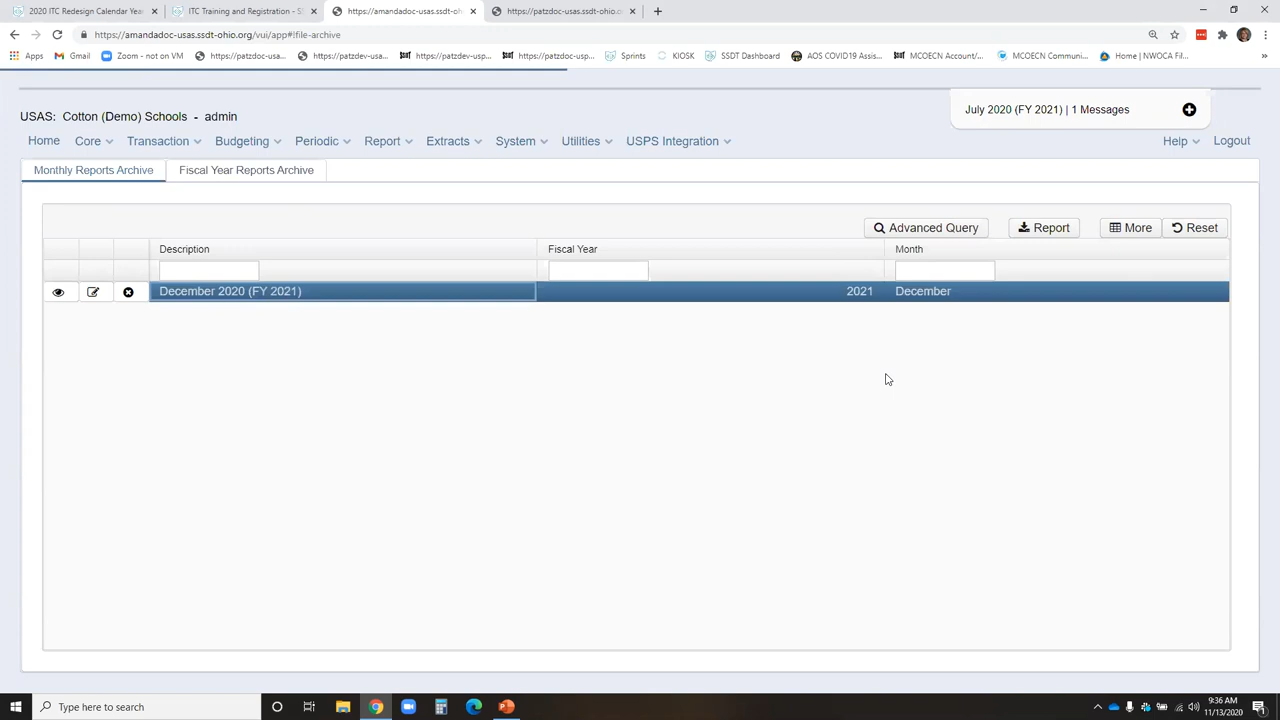 2020 ITC Redesign Calendar Year
ITC Training and Registration - SS
https://amandadoc-usas.ssdt-oh
https://patzdoc-usas.ssdt-ohio.or
https://amandadoc-usas.ssdt-ohio.org/vui/app#!file-archive
Apps
Gmail
Zoom - not on VM
https://patzdoc-usa...
https://patzdev-usa...
https://patzdev-usp...
https://patzdoc-usp...
Sprints
KIOSK
SSDT Dashboard
AOS COVID19 Assis...
MCOECN Account/...
MCOECN Communi...
Home | NWOCA Fil...
USAS: Cotton (Demo) Schools - admin
July 2020 (FY 2021) | 1 Messages
Home Core Transaction Budgeting Periodic Report Extracts System Utilities USPS Integration Help Logout
Monthly Reports Archive
Fiscal Year Reports Archive
Advanced Query Report More Reset
Description Fiscal Year Month
December 2020 (FY 2021) 2021 December
Type here to search
9:36 AM
11/13/2020